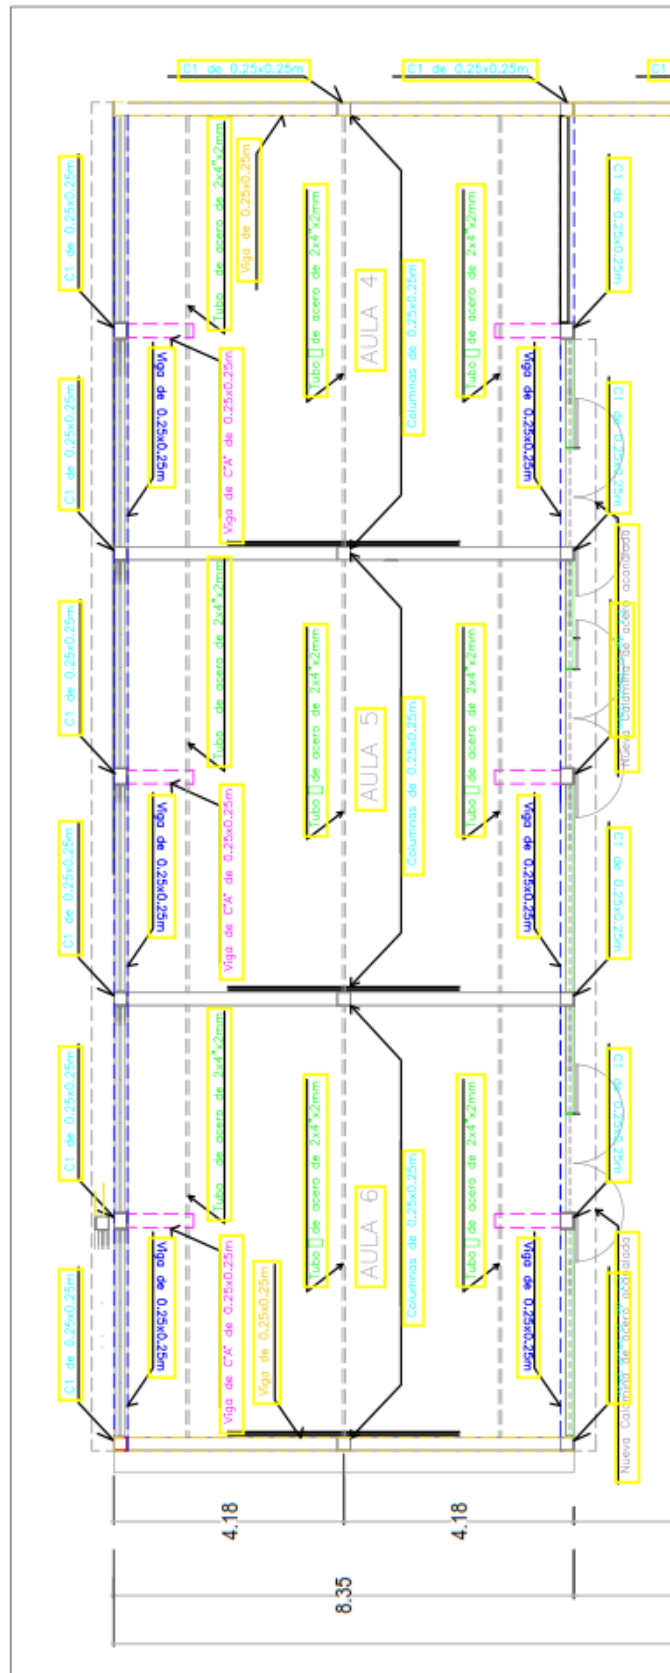 C1 de 0.25x0.25m
C1 de 0.25x0.25m
C1
C1 de 0.25x0.25m
Tubo de acero de 2x4"x2mm
Viga de 0.25x0.25m
Tubo▯de acero de 2x4"x2mm
AULA 4
Columnas de 0.25x0.25m
Tubo▯de acero de 2x4"x2mm
C1 de 0.25x0.25m
Viga de 0.25x0.25m
Viga de C"A" de 0.25x0.25m
Viga de 0.25x0.25m
C1 de 0.25x0.25m
C1 de 0.25x0.25m
Nueva Calamina de acero acanalada
C1 de 0.25x0.25m
Tubo▯de acero de 2x4"x2mm
Tubo▯de acero de 2x4"x2mm
AULA 5
Columnas de 0.25x0.25m
Tubo▯de acero de 2x4"x2mm
Viga de 0.25x0.25m
Viga de C"A" de 0.25x0.25m
Viga de 0.25x0.25m
C1 de 0.25x0.25m
C1 de 0.25x0.25m
C1 de 0.25x0.25m
Tubo de acero de 2x4"x2mm
Tubo▯de acero de 2x4"x2mm
AULA 6
Columnas de 0.25x0.25m
Tubo▯de acero de 2x4"x2mm
C1 de 0.25x0.25m
Viga de 0.25x0.25m
Viga de C"A" de 0.25x0.25m
Viga de 0.25x0.25m
Viga de 0.25x0.25m
C1 de 0.25x0.25m
Nueva Calamina de acero acanalada
4.18
4.18
8.35